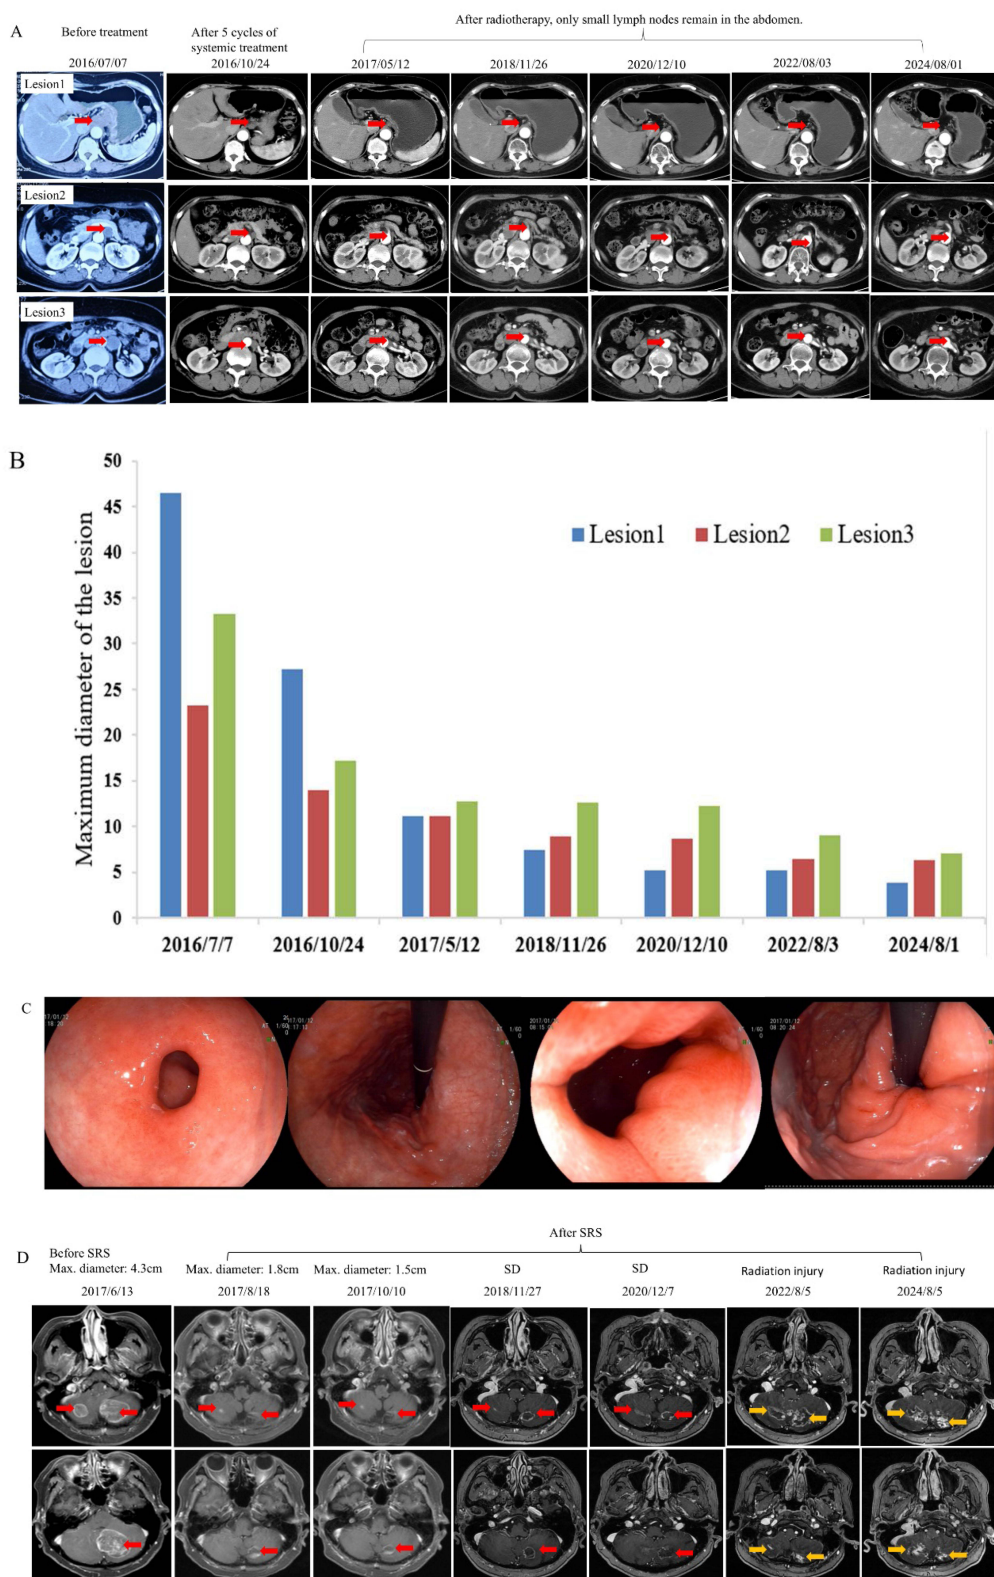 A
Before treatment
After 5 cycles of
systemic treatment
After radiotherapy, only small lymph nodes remain in the abdomen.
2016/07/07 2016/10/24 2017/05/12 2018/11/26 2020/12/10 2022/08/03 2024/08/01
Lesion1
Lesion2
Lesion3
B
Maximum diameter of the lesion
50
45
40
35
30
25
20
15
10
5
0
Lesion1 Lesion2 Lesion3
2016/7/7 2016/10/24 2017/5/12 2018/11/26 2020/12/10 2022/8/3 2024/8/1
C
D
After SRS
Before SRS
Max. diameter: 4.3cm Max. diameter: 1.8cm Max. diameter: 1.5cm SD SD Radiation injury Radiation injury
2017/6/13 2017/8/18 2017/10/10 2018/11/27 2020/12/7 2022/8/5 2024/8/5